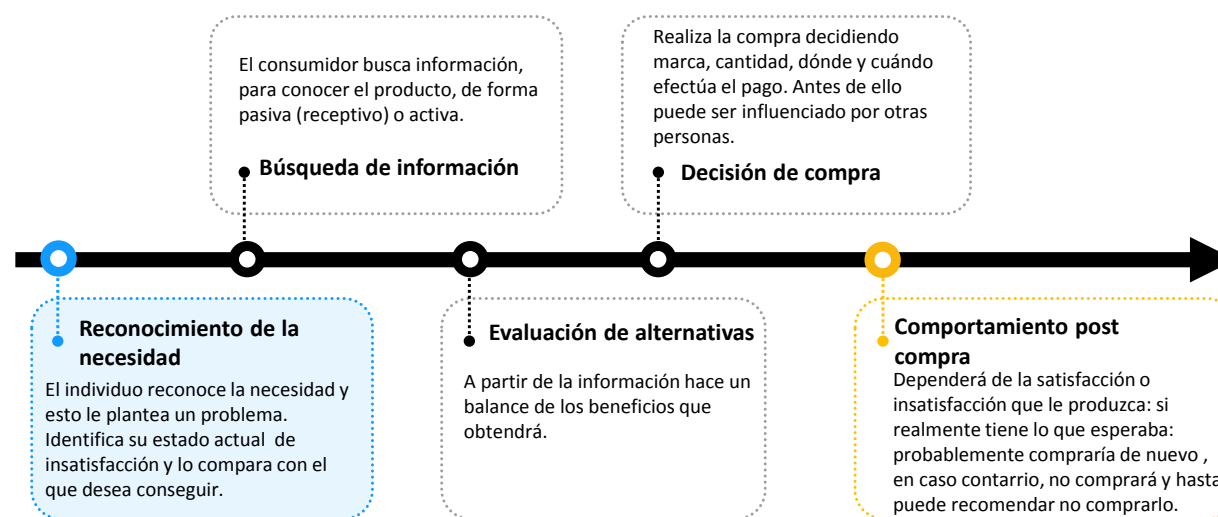 El consumidor busca información,
para conocer el producto, de forma
pasiva (receptivo) o activa.
Búsqueda de información
Realiza la compra decidiendo
marca, cantidad, dónde y cuándo
efectúa el pago. Antes de ello
puede ser influenciado por otras
personas.
Decisión de compra
Reconocimiento de la
necesidad
El individuo reconoce la necesidad y
esto le plantea un problema.
Identifica su estado actual de
insatisfacción y lo compara con el
que desea conseguir.
Evaluación de alternativas
A partir de la información hace un
balance de los beneficios que
obtendrá.
Comportamiento post
compra
Dependerá de la satisfacción o
insatisfacción que le produzca: si
realmente tiene lo que esperaba:
probablemente compraría de nuevo ,
en caso contarrio, no comprará y hasta
puede recomendar no comprarlo.